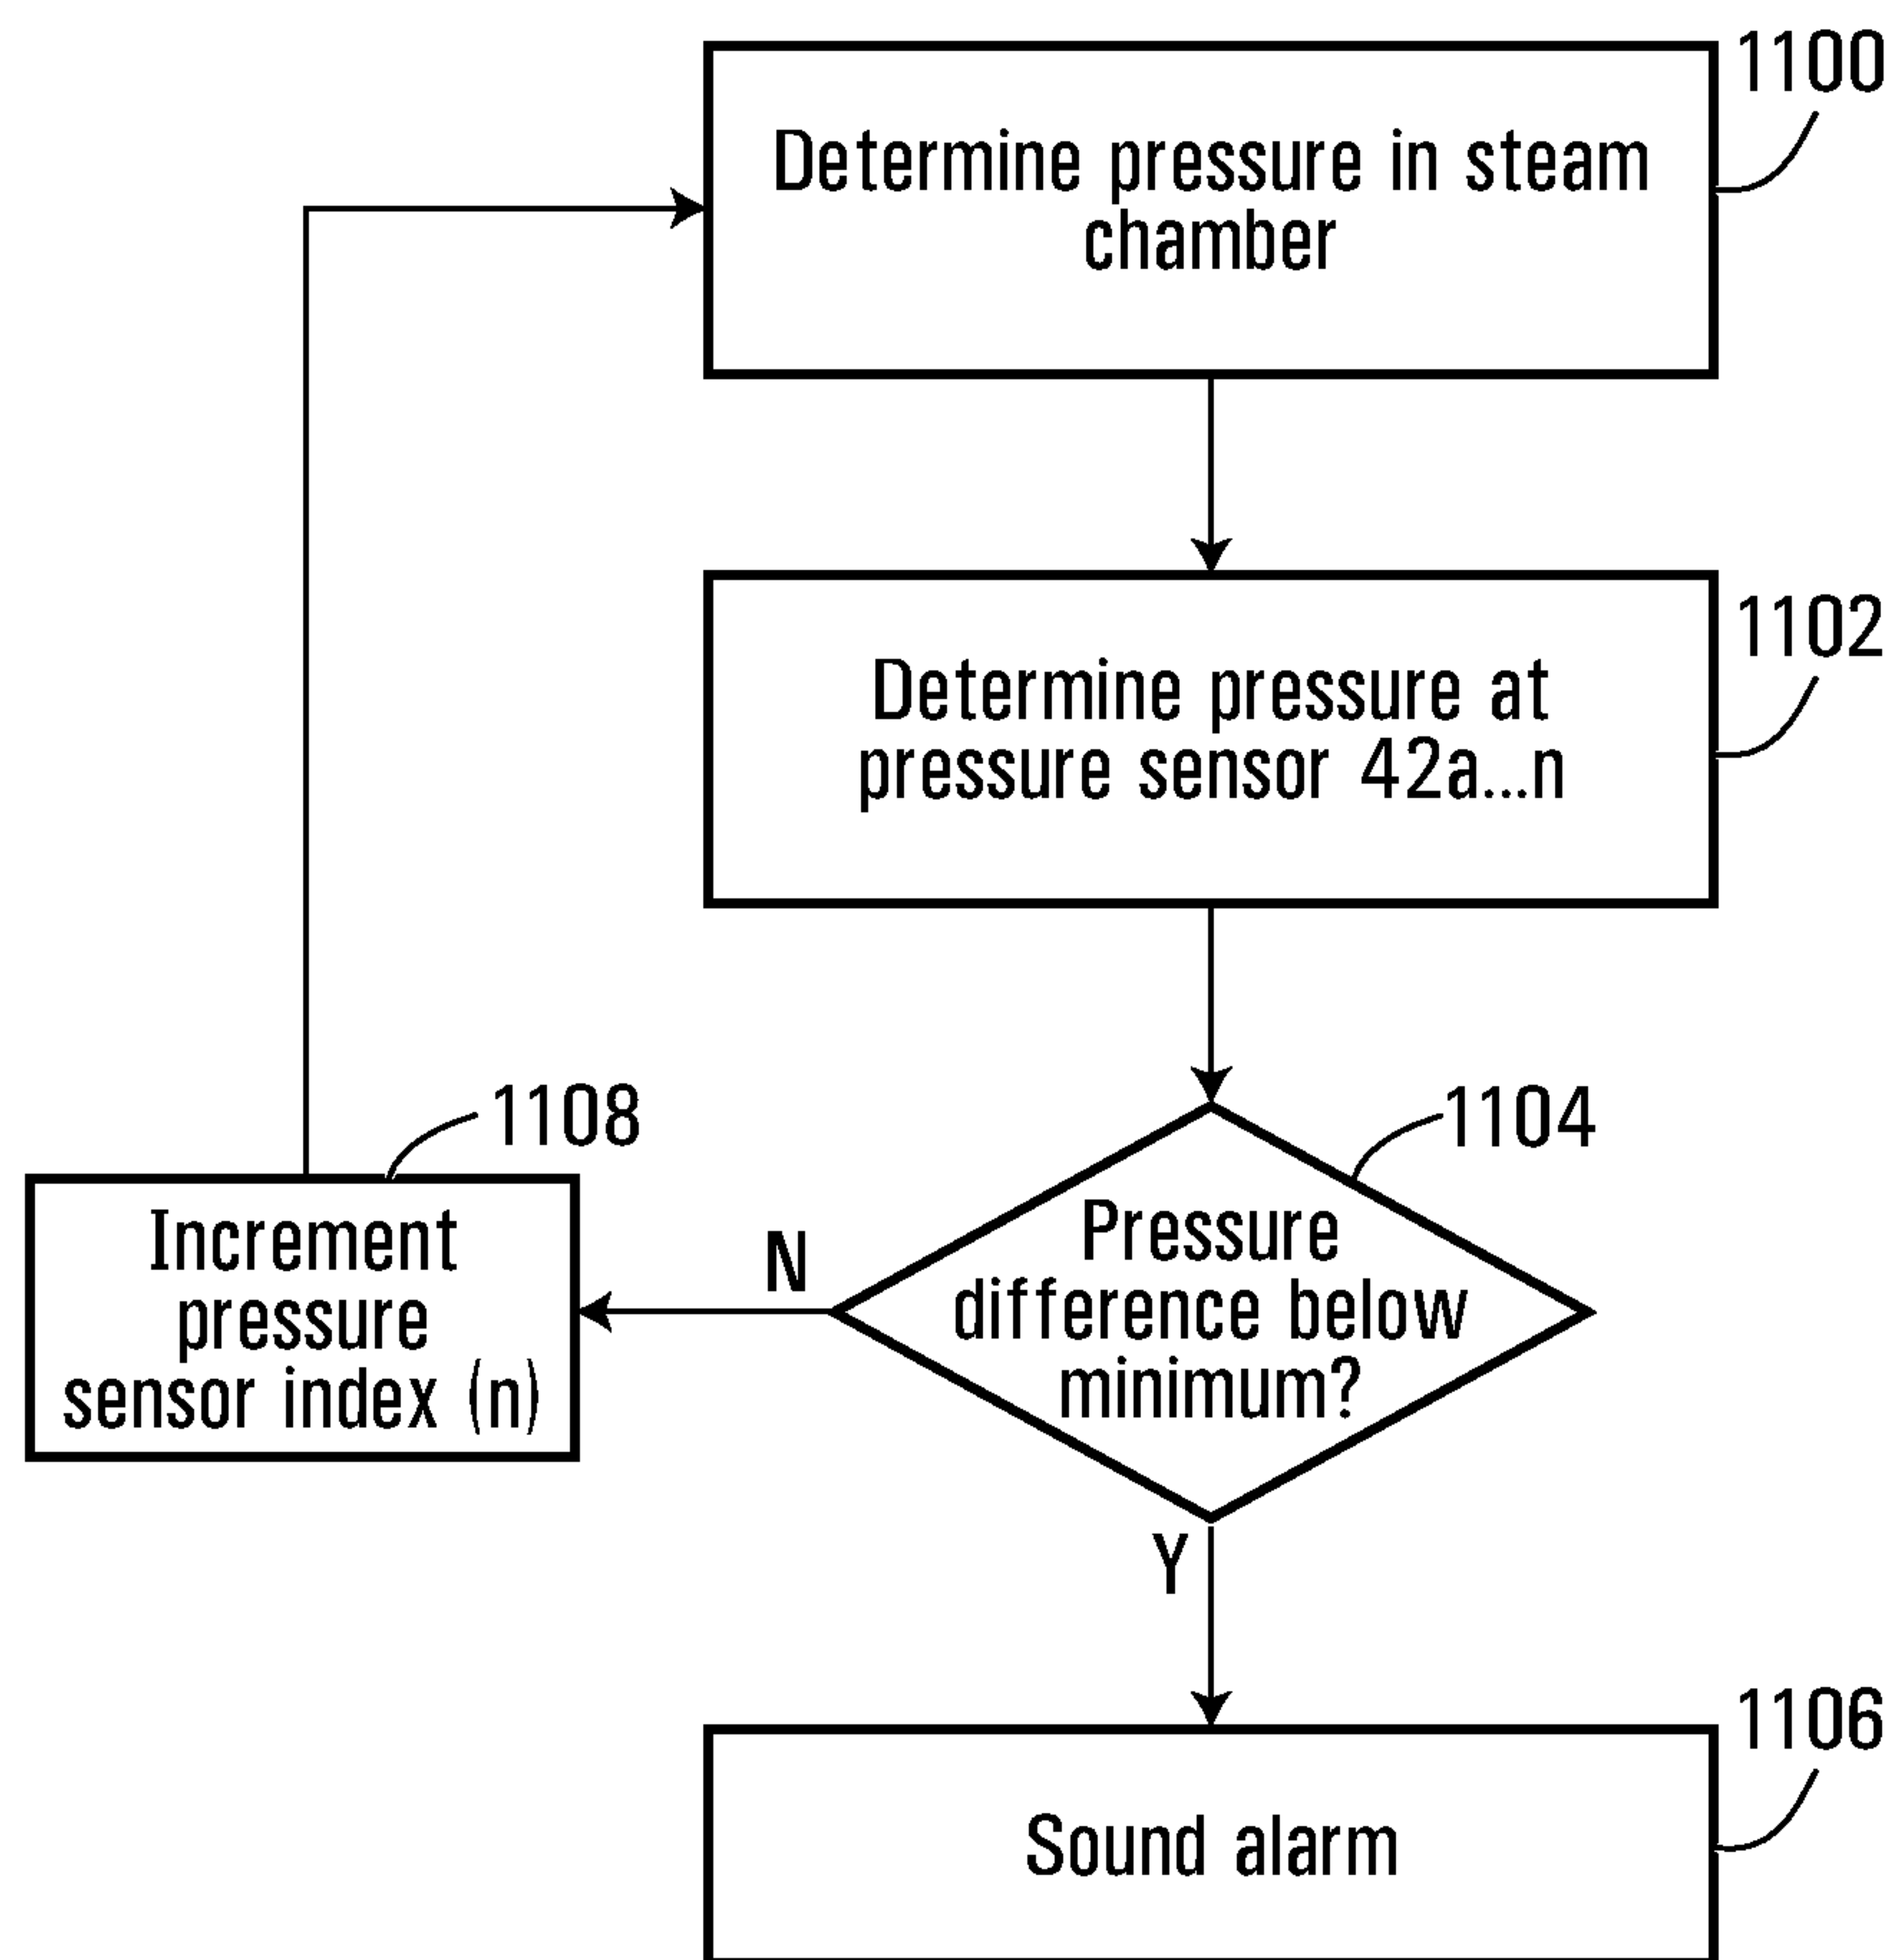 1100
Determine pressure in steam
chamber
1102
Determine pressure at
pressure sensor 42a...n
1104
Pressure
difference below
minimum?
N
1108
Increment
pressure
sensor index (n)
Y
1106
Sound alarm